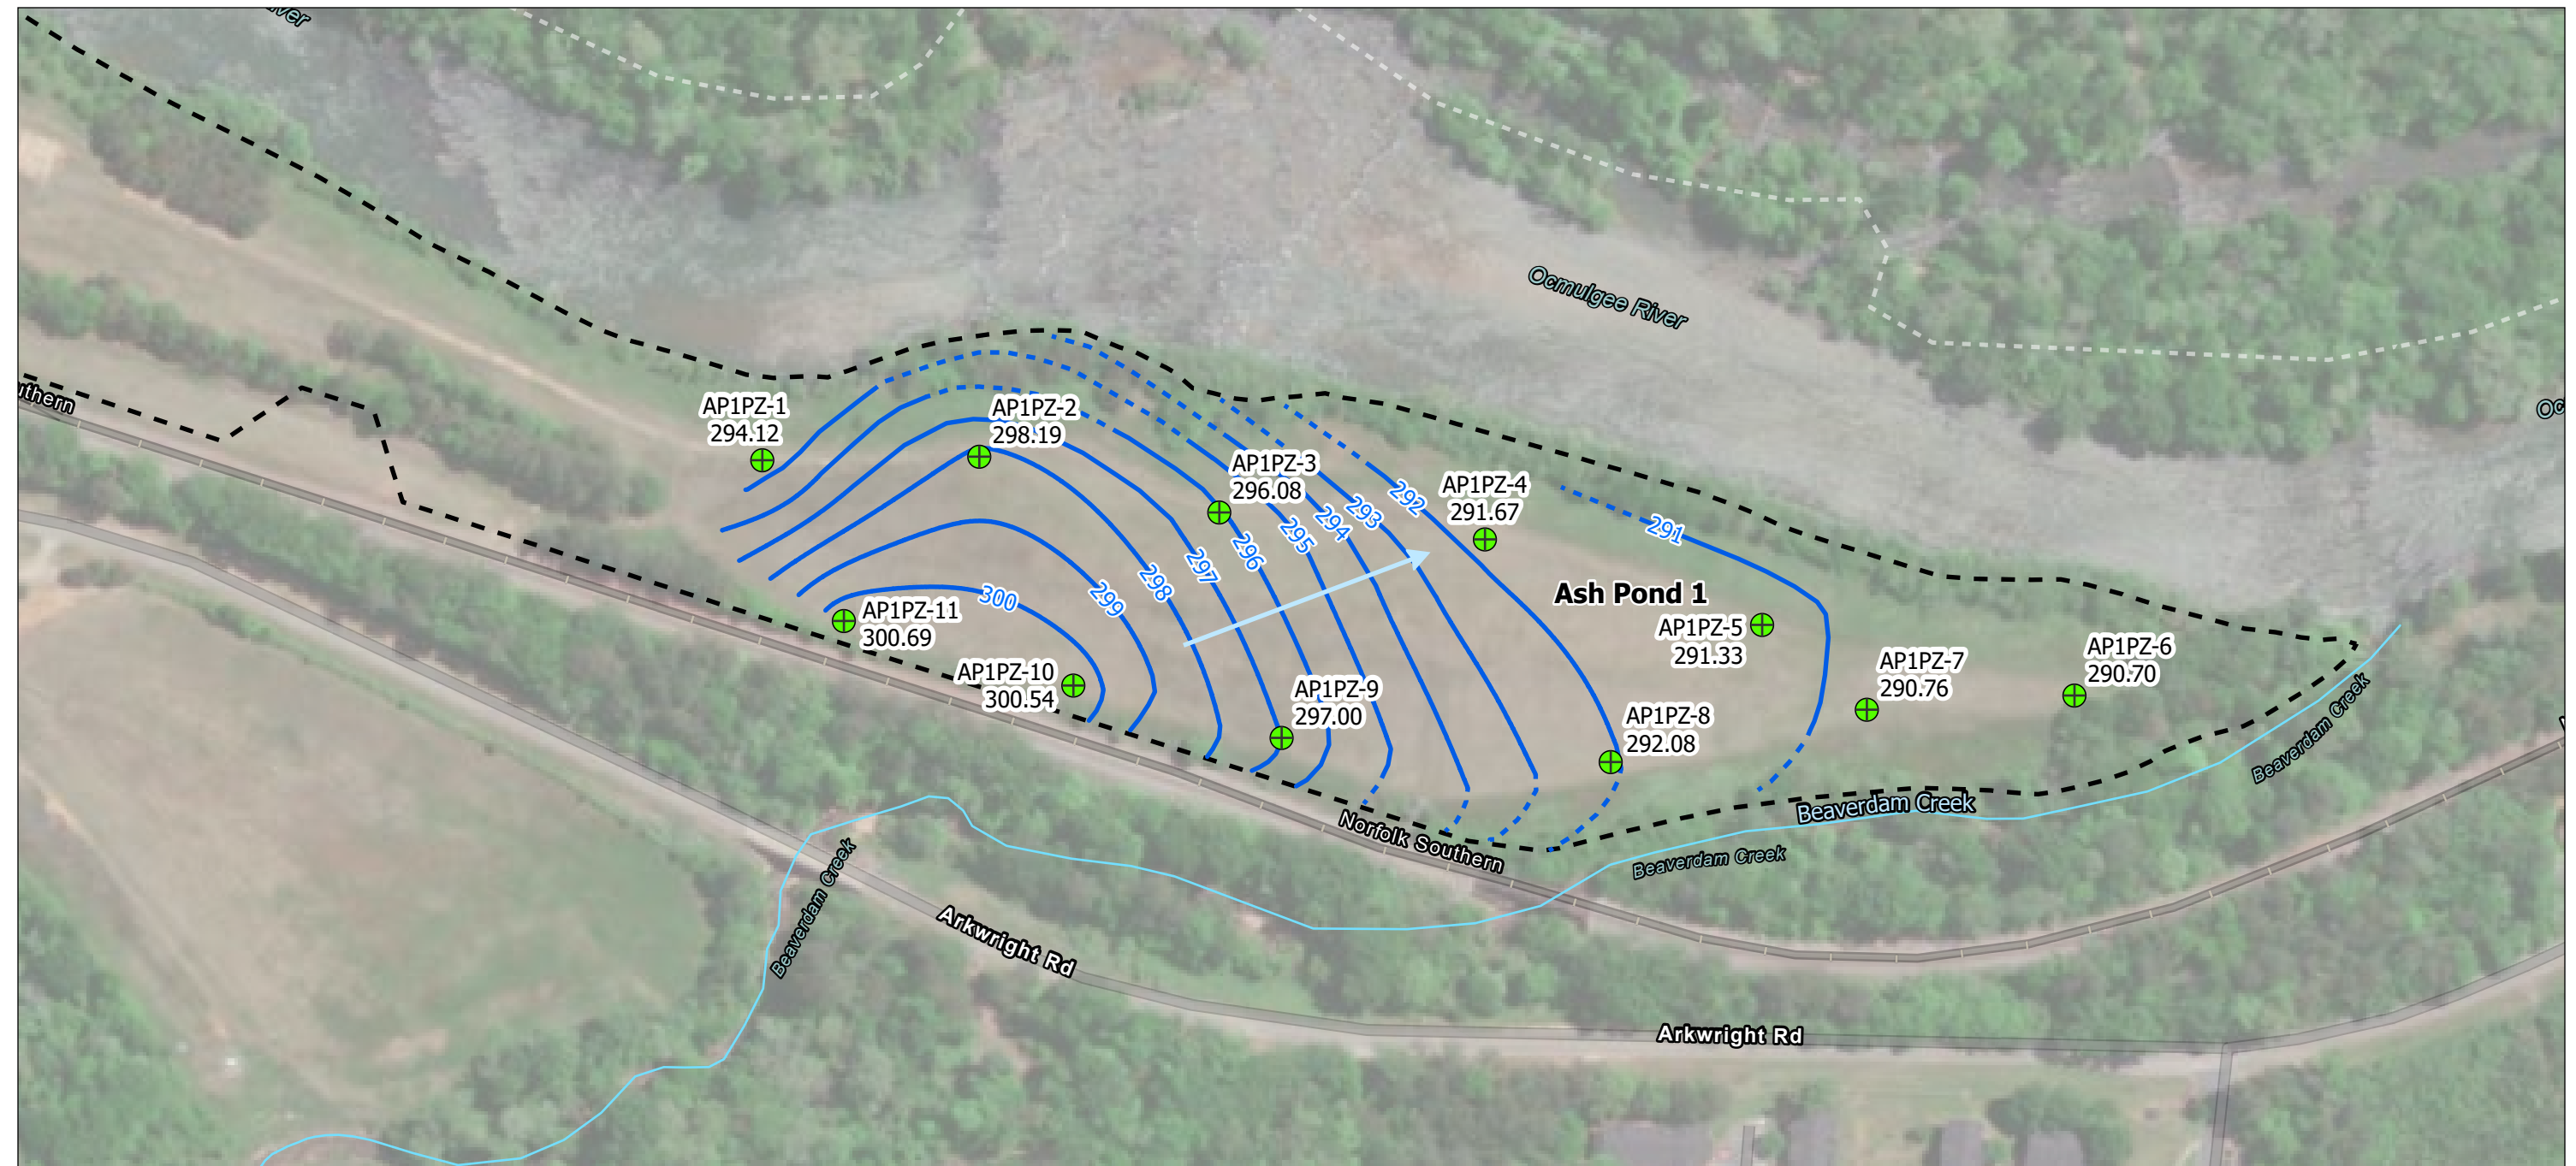 AP1PZ-1
294.12
AP1PZ-2
298.19
AP1PZ-3
296.08
AP1PZ-4
291.67
Ocmulgee River
300
299
298
297
296
295
294
293
292
291
Ash Pond 1
AP1PZ-5
291.33
AP1PZ-11
300.69
AP1PZ-10
300.54
AP1PZ-9
297.00
AP1PZ-8
292.08
AP1PZ-7
290.76
AP1PZ-6
290.70
Beaverdam Creek
Beaverdam Creek
Beaverdam Creek
Norfolk Southern
Beaverdam Creek
Arkwright Rd
Arkwright Rd